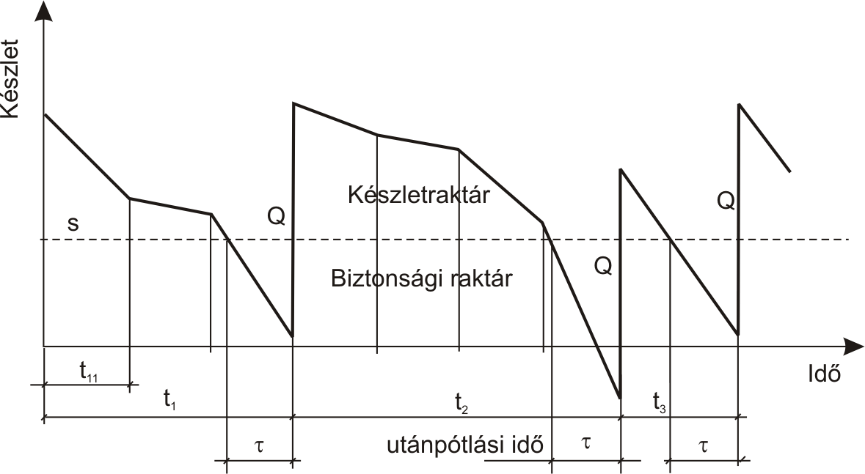 Készlet
Készletraktár
Q
Q
s
Q
Biztonsági raktár
t₁₁
Idő
t₁
t₂
t₃
τ
utánpótlási idő
τ
τ